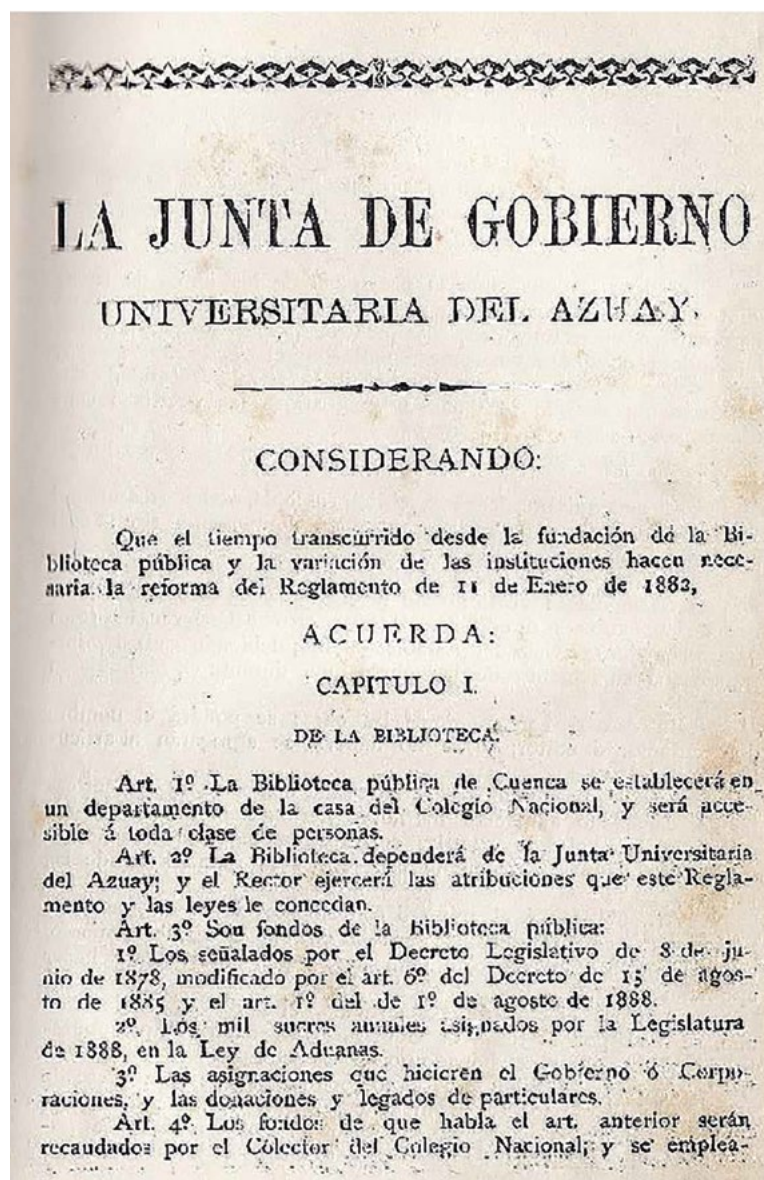 LA JUNTA DE GOBIERNO
UNIVERSITARIA DEL AZUAY,
CONSIDERANDO:
Que el tiempo transcurrido desde la fundación de la Bi-
blioteca pública y la variación de las instituciones hacen nece-
saria la reforma del Reglamento de 11 de Enero de 1882,
ACUERDA:
CAPITULO I.
DE LA BIBLIOTECA.
Art. 1º La Biblioteca pública de Cuenca se establecerá en
un departamento de la casa del Colegio Nacional, y será acce-
sible á toda clase de personas.
Art. 2º La Biblioteca dependerá de la Junta Universitaria
del Azuay; y el Rector ejercerá las atribuciones que este Regla-
mento y las leyes le concedan.
Art. 3º Son fondos de la Biblioteca pública:
1º Los señalados por el Decreto Legislativo de 8 de ju-
nio de 1878, modificado por el árt. 6º del Decreto de 15 de agos-
to de 1885 y el art. 1º del de 1º de agosto de 1888.
2º Los mil sucres anuales asignados por la Legislatura
de 1888, en la Ley de Aduanas.
3º Las asignaciones que hicieren el Gobierno ó Corpo-
raciones, y las donaciones y legados de particulares.
Art. 4º Los fondos de que habla el art. anterior serán
recaudados por el Colector del Colegio Nacional; y se emplea-